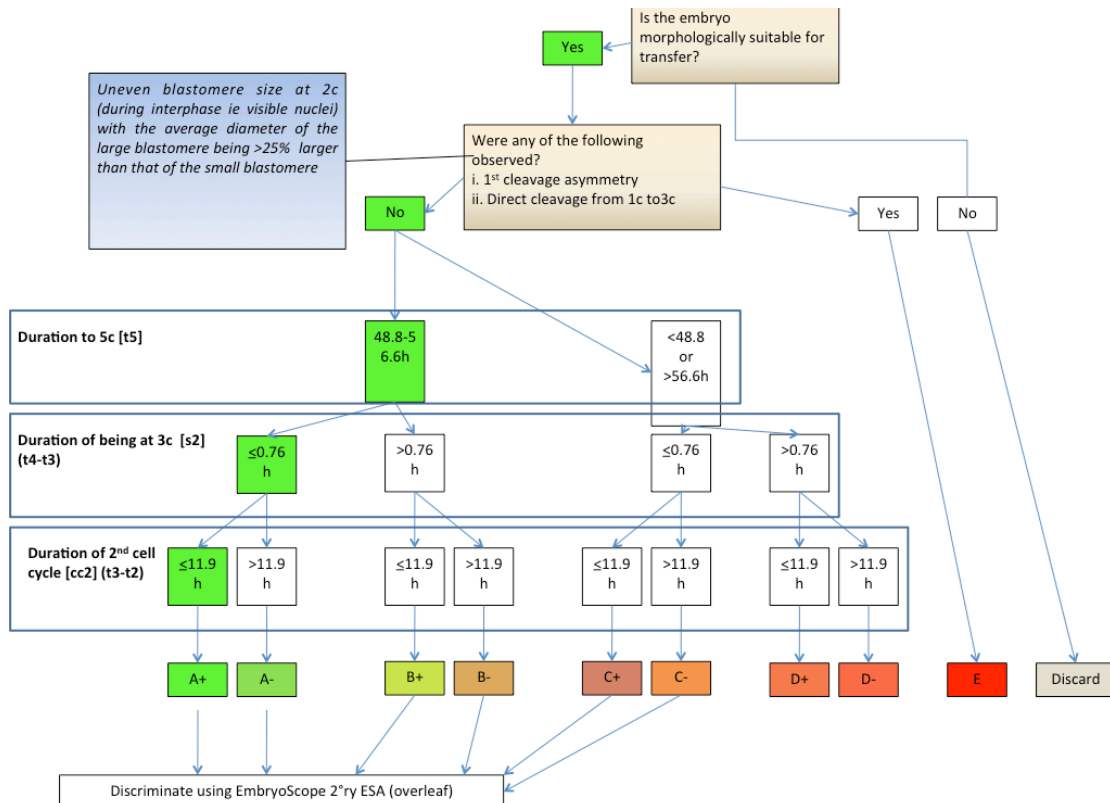 Is the embryo
morphologically suitable for
transfer?
Yes
Uneven blastomere size at 2c
(during interphase ie visible nuclei)
with the average diameter of the
large blastomere being >25% larger
than that of the small blastomere
Were any of the following
observed?
i. 1st cleavage asymmetry
ii. Direct cleavage from 1c to3c
No
Yes
No
Duration to 5c [t5]
48.8-5
6.6h
<48.8
or
>56.6h
Duration of being at 3c [s2]
(t4-t3)
≤0.76
h
>0.76
h
≤0.76
h
>0.76
h
Duration of 2nd cell
cycle [cc2] (t3-t2)
≤11.9
h
>11.9
h
≤11.9
h
>11.9
h
≤11.9
h
>11.9
h
≤11.9
h
>11.9
h
A+
A-
B+
B-
C+
C-
D+
D-
E
Discard
Discriminate using EmbryoScope 2°ry ESA (overleaf)